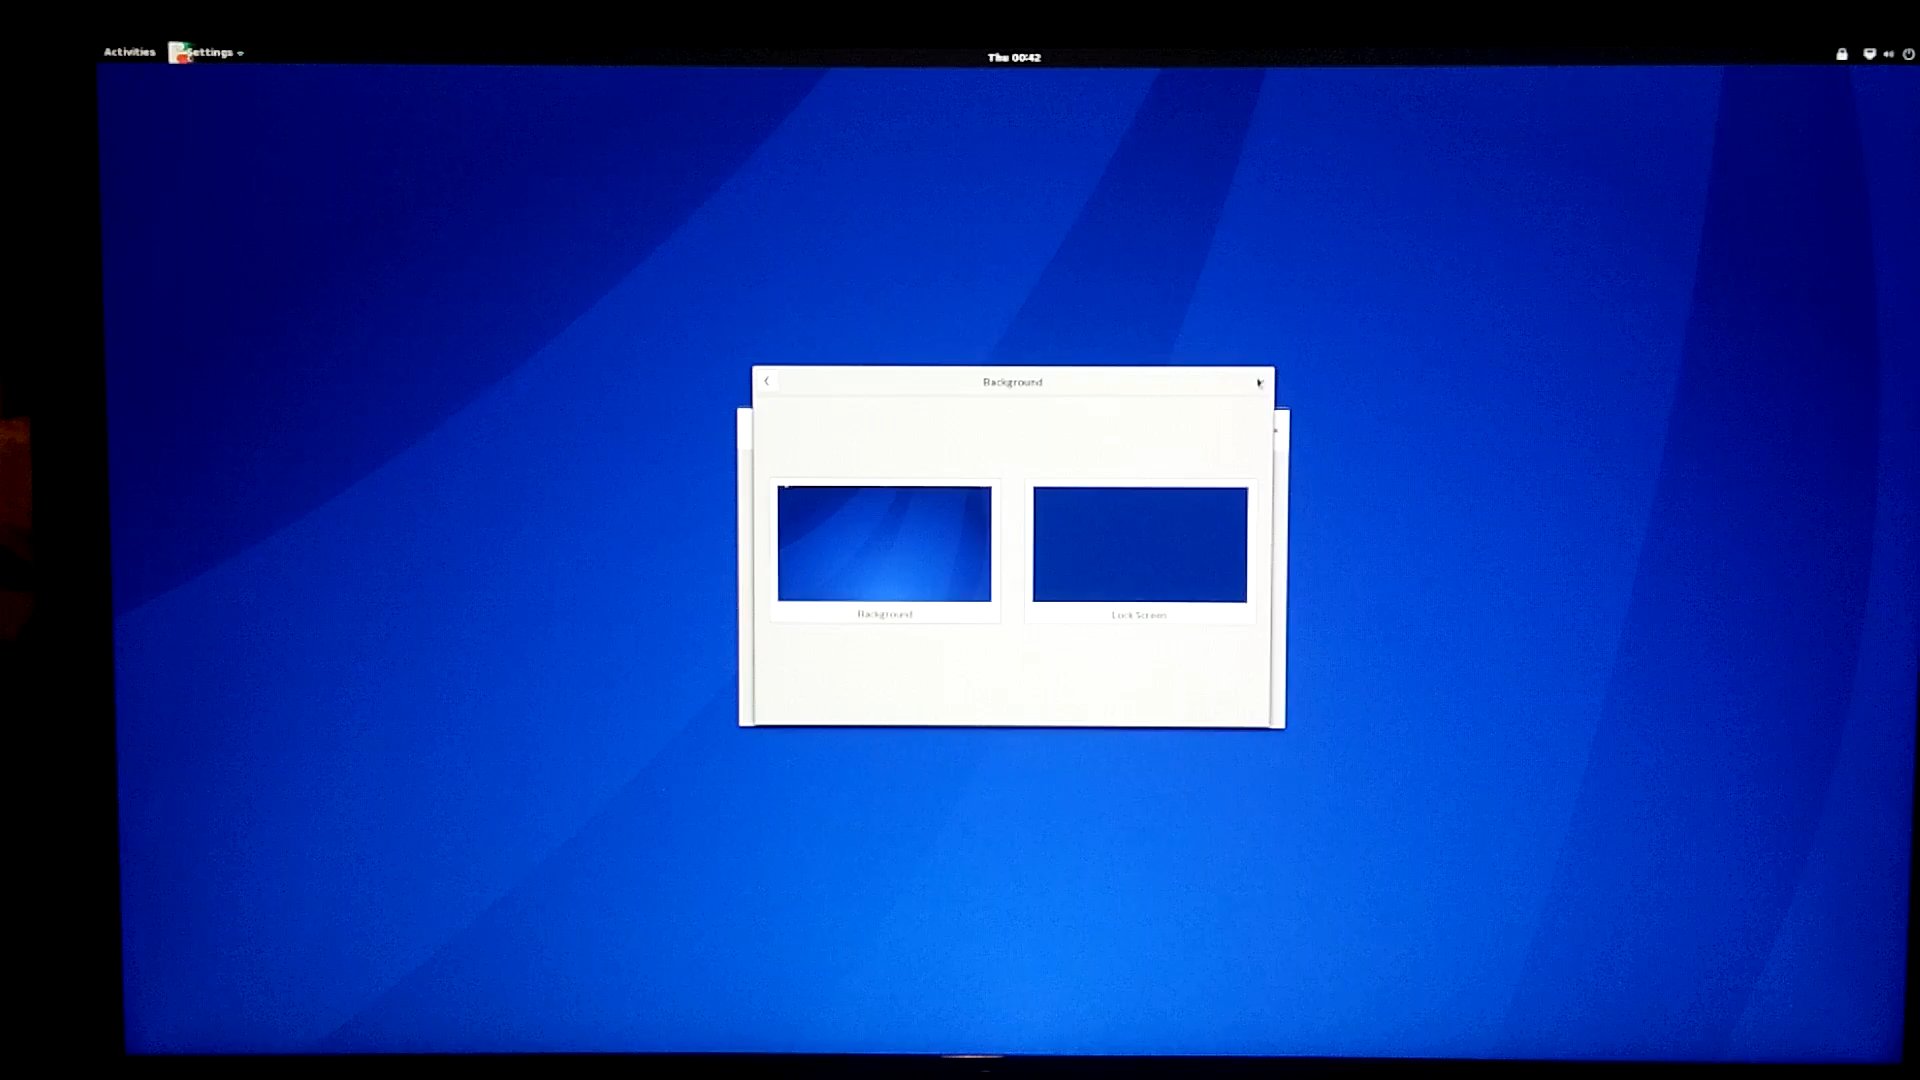 Activities
Settings
Thu 00:42
Background
Background
Lock Screen